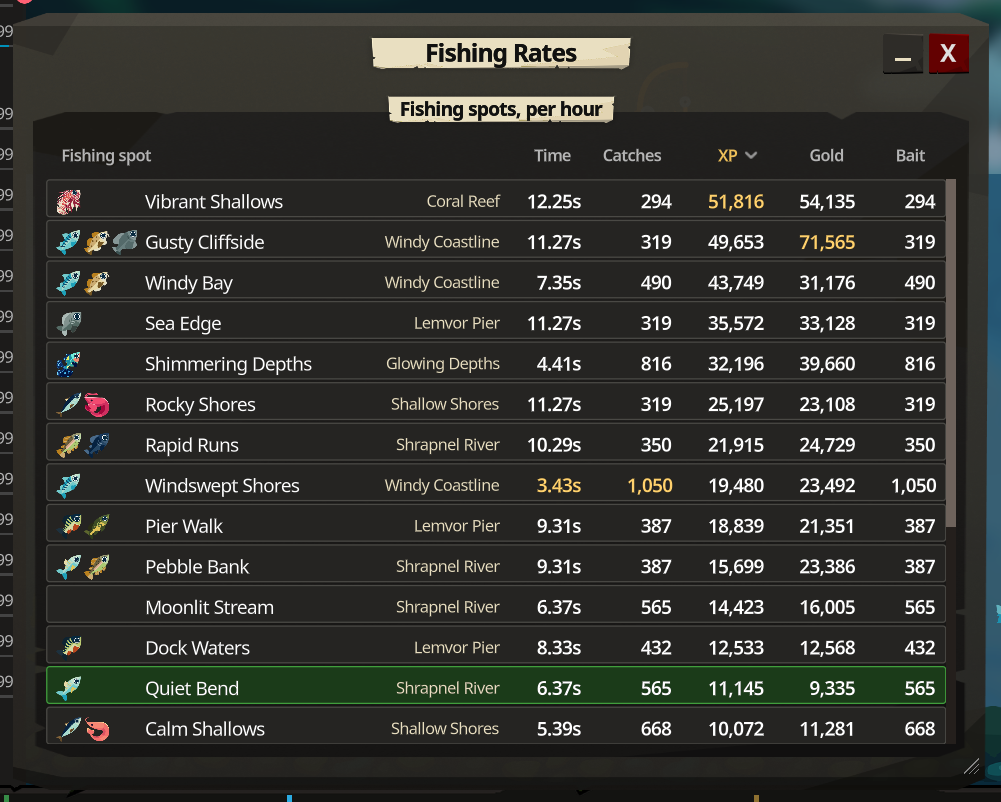 Fishing Rates
X
Fishing spots, per hour
Fishing spot Time Catches XP Gold Bait
Vibrant Shallows Coral Reef 12.25s 294 51,816 54,135 294
Gusty Cliffside Windy Coastline 11.27s 319 49,653 71,565 319
Windy Bay Windy Coastline 7.35s 490 43,749 31,176 490
Sea Edge Lemvor Pier 11.27s 319 35,572 33,128 319
Shimmering Depths Glowing Depths 4.41s 816 32,196 39,660 816
Rocky Shores Shallow Shores 11.27s 319 25,197 23,108 319
Rapid Runs Shrapnel River 10.29s 350 21,915 24,729 350
Windswept Shores Windy Coastline 3.43s 1,050 19,480 23,492 1,050
Pier Walk Lemvor Pier 9.31s 387 18,839 21,351 387
Pebble Bank Shrapnel River 9.31s 387 15,699 23,386 387
Moonlit Stream Shrapnel River 6.37s 565 14,423 16,005 565
Dock Waters Lemvor Pier 8.33s 432 12,533 12,568 432
Quiet Bend Shrapnel River 6.37s 565 11,145 9,335 565
Calm Shallows Shallow Shores 5.39s 668 10,072 11,281 668